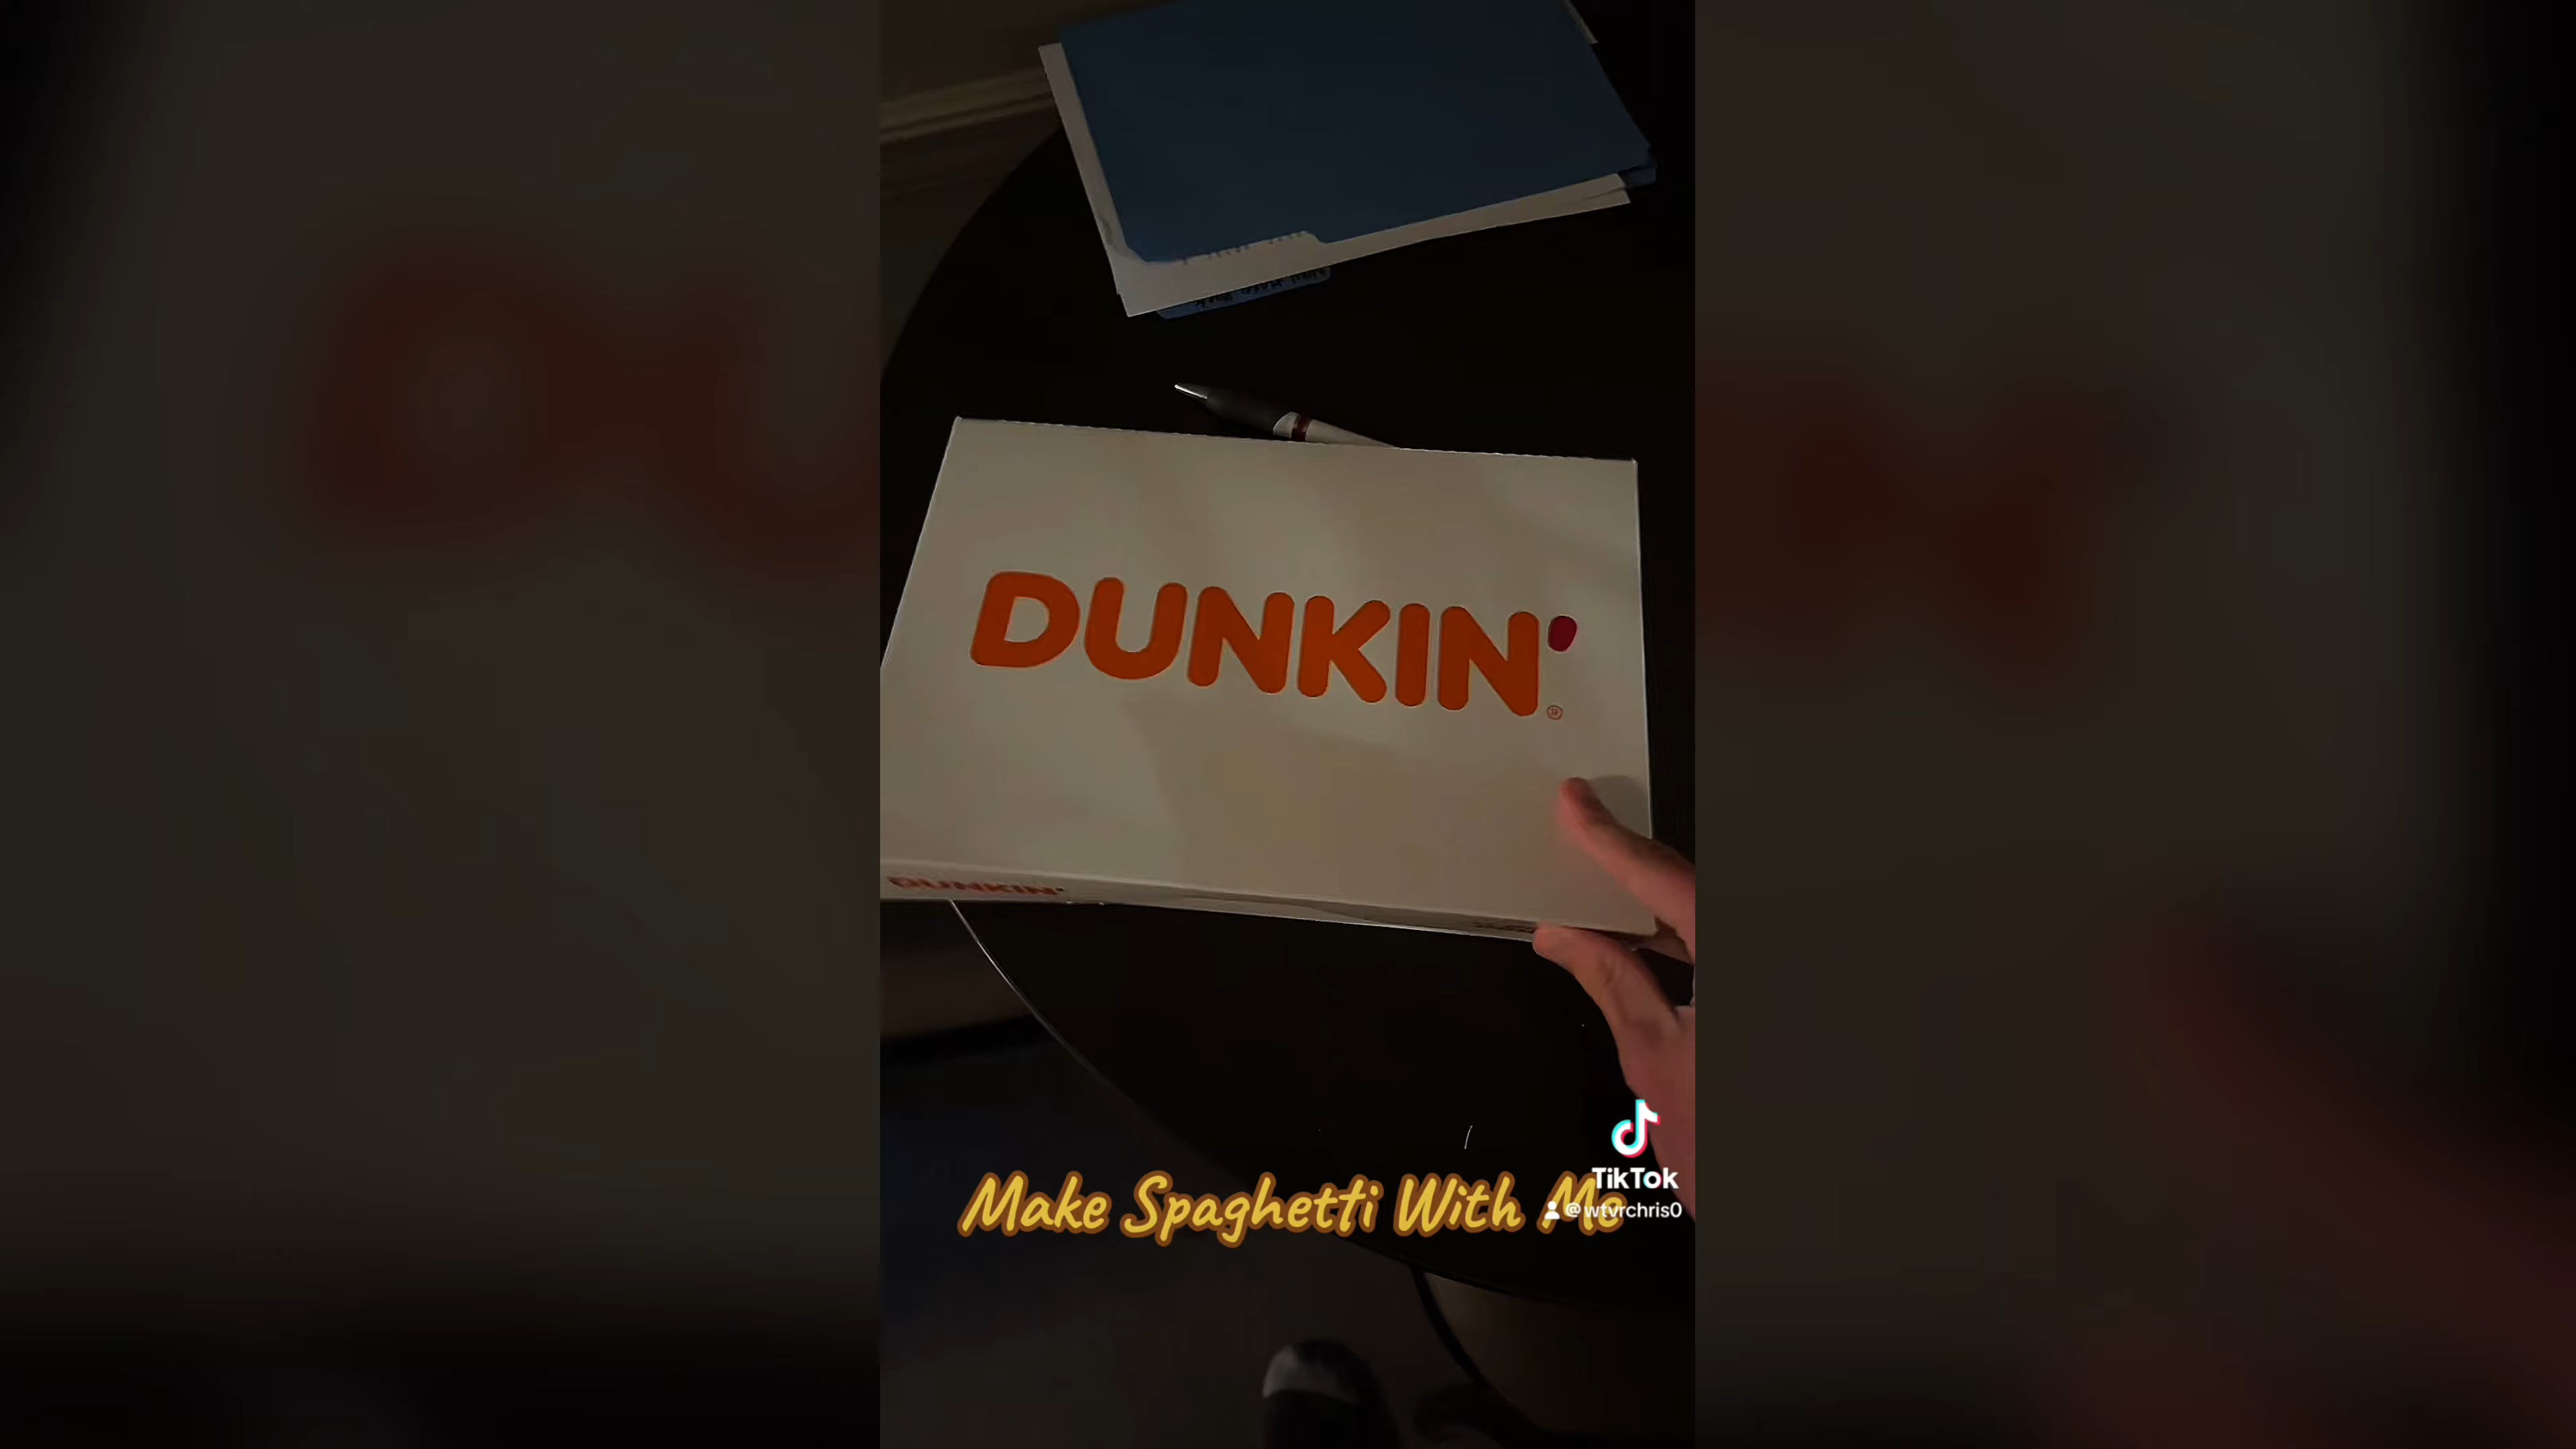 DUNKIN'
®
DUNKIN'
TikTok
Make Spaghetti With Me
@wtvrchris0